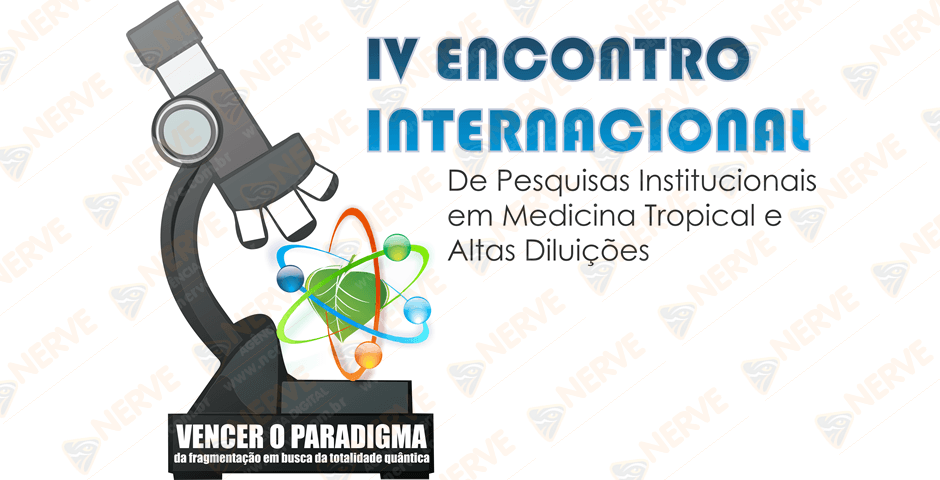 IV ENCONTRO
INTERNACIONAL
De Pesquisas Institucionais
em Medicina Tropical e
Altas Diluições
VENCER O PARADIGMA
da fragmentação em busca da totalidade quântica
NERVE